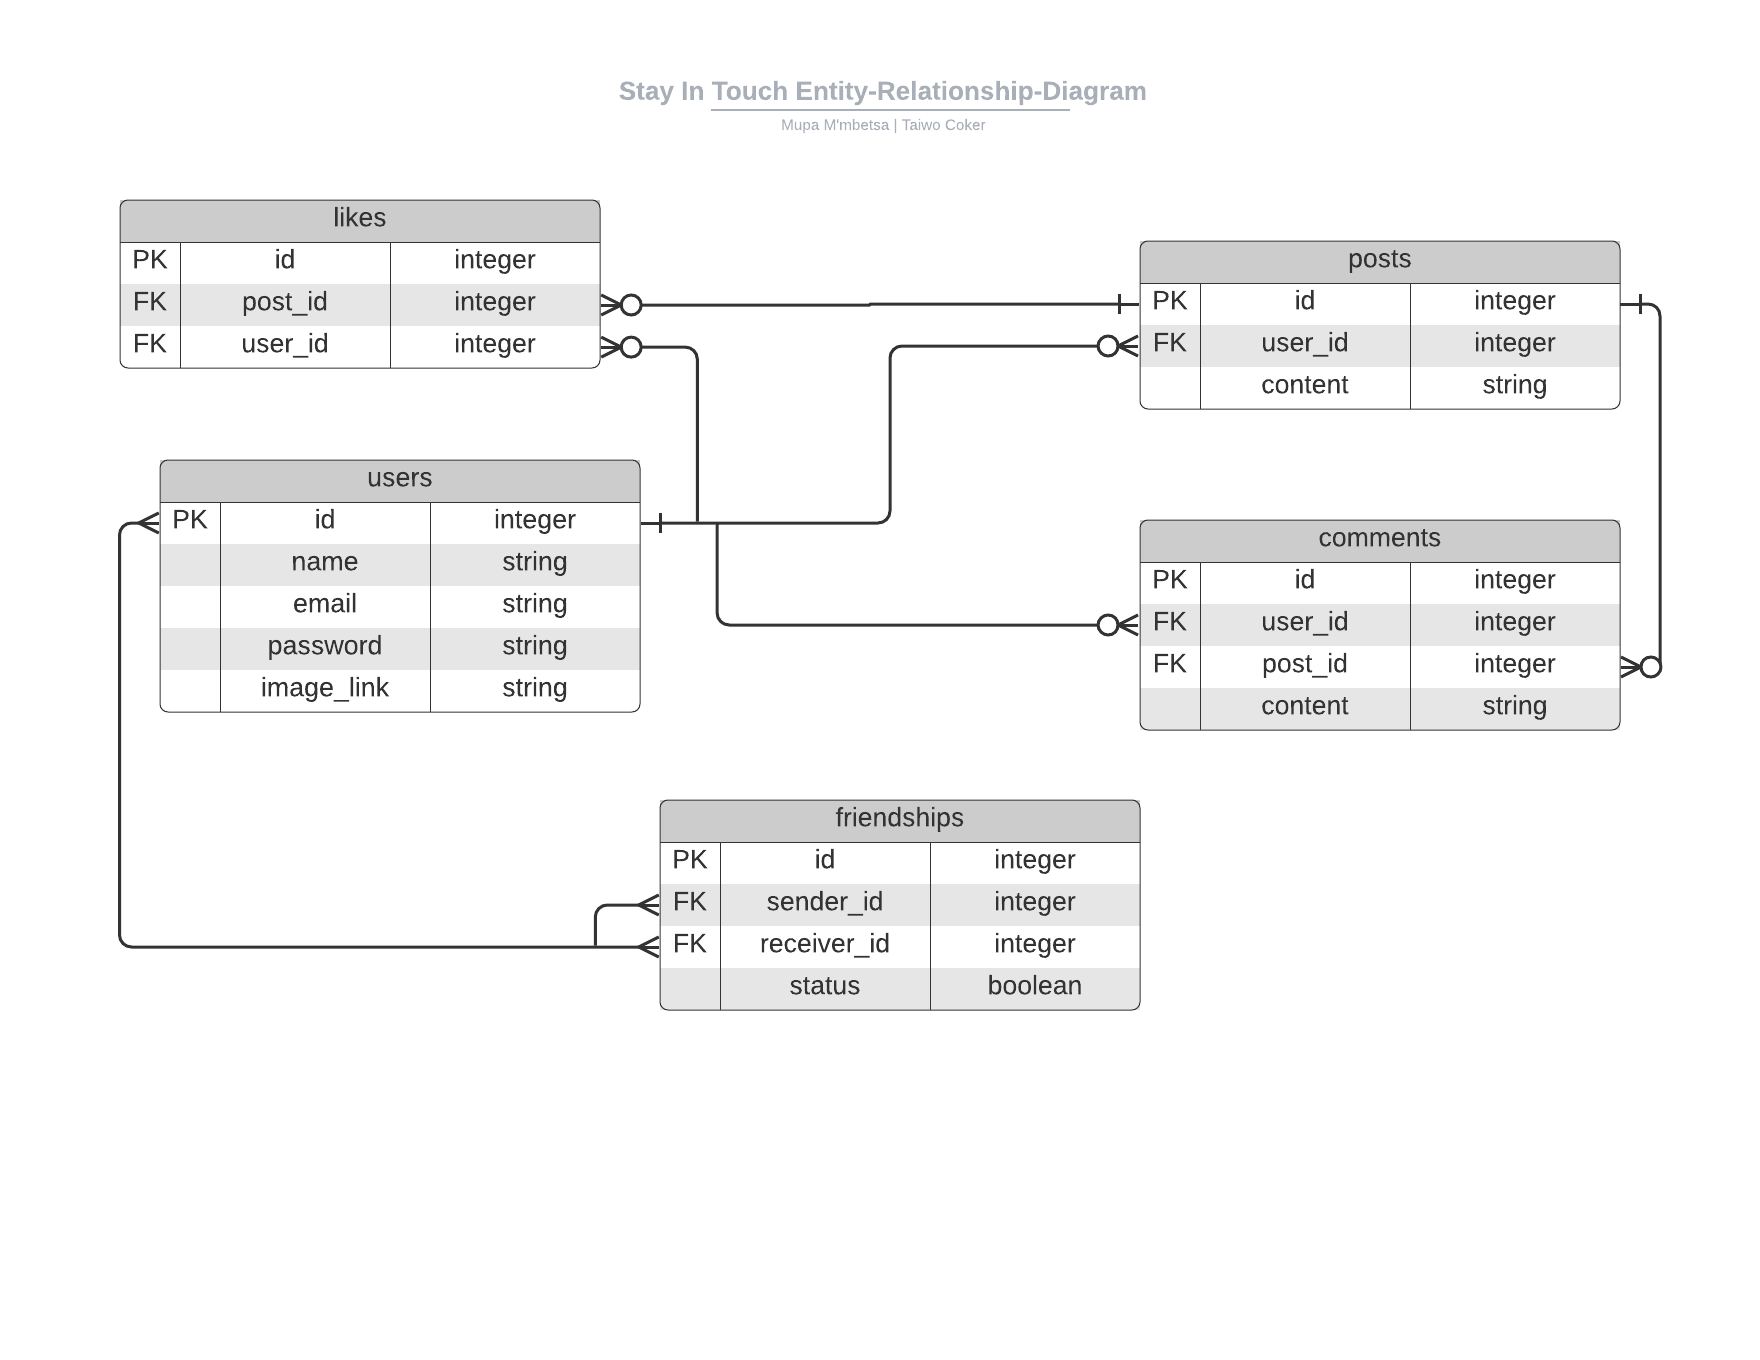 Stay In Touch Entity-Relationship-Diagram
Mupa M'mbetsa | Taiwo Coker
likes
PK id integer
FK post_id integer
FK user_id integer
posts
PK id integer
FK user_id integer
content string
users
PK id integer
name string
email string
password string
image_link string
comments
PK id integer
FK user_id integer
FK post_id integer
content string
friendships
PK id integer
FK sender_id integer
FK receiver_id integer
status boolean